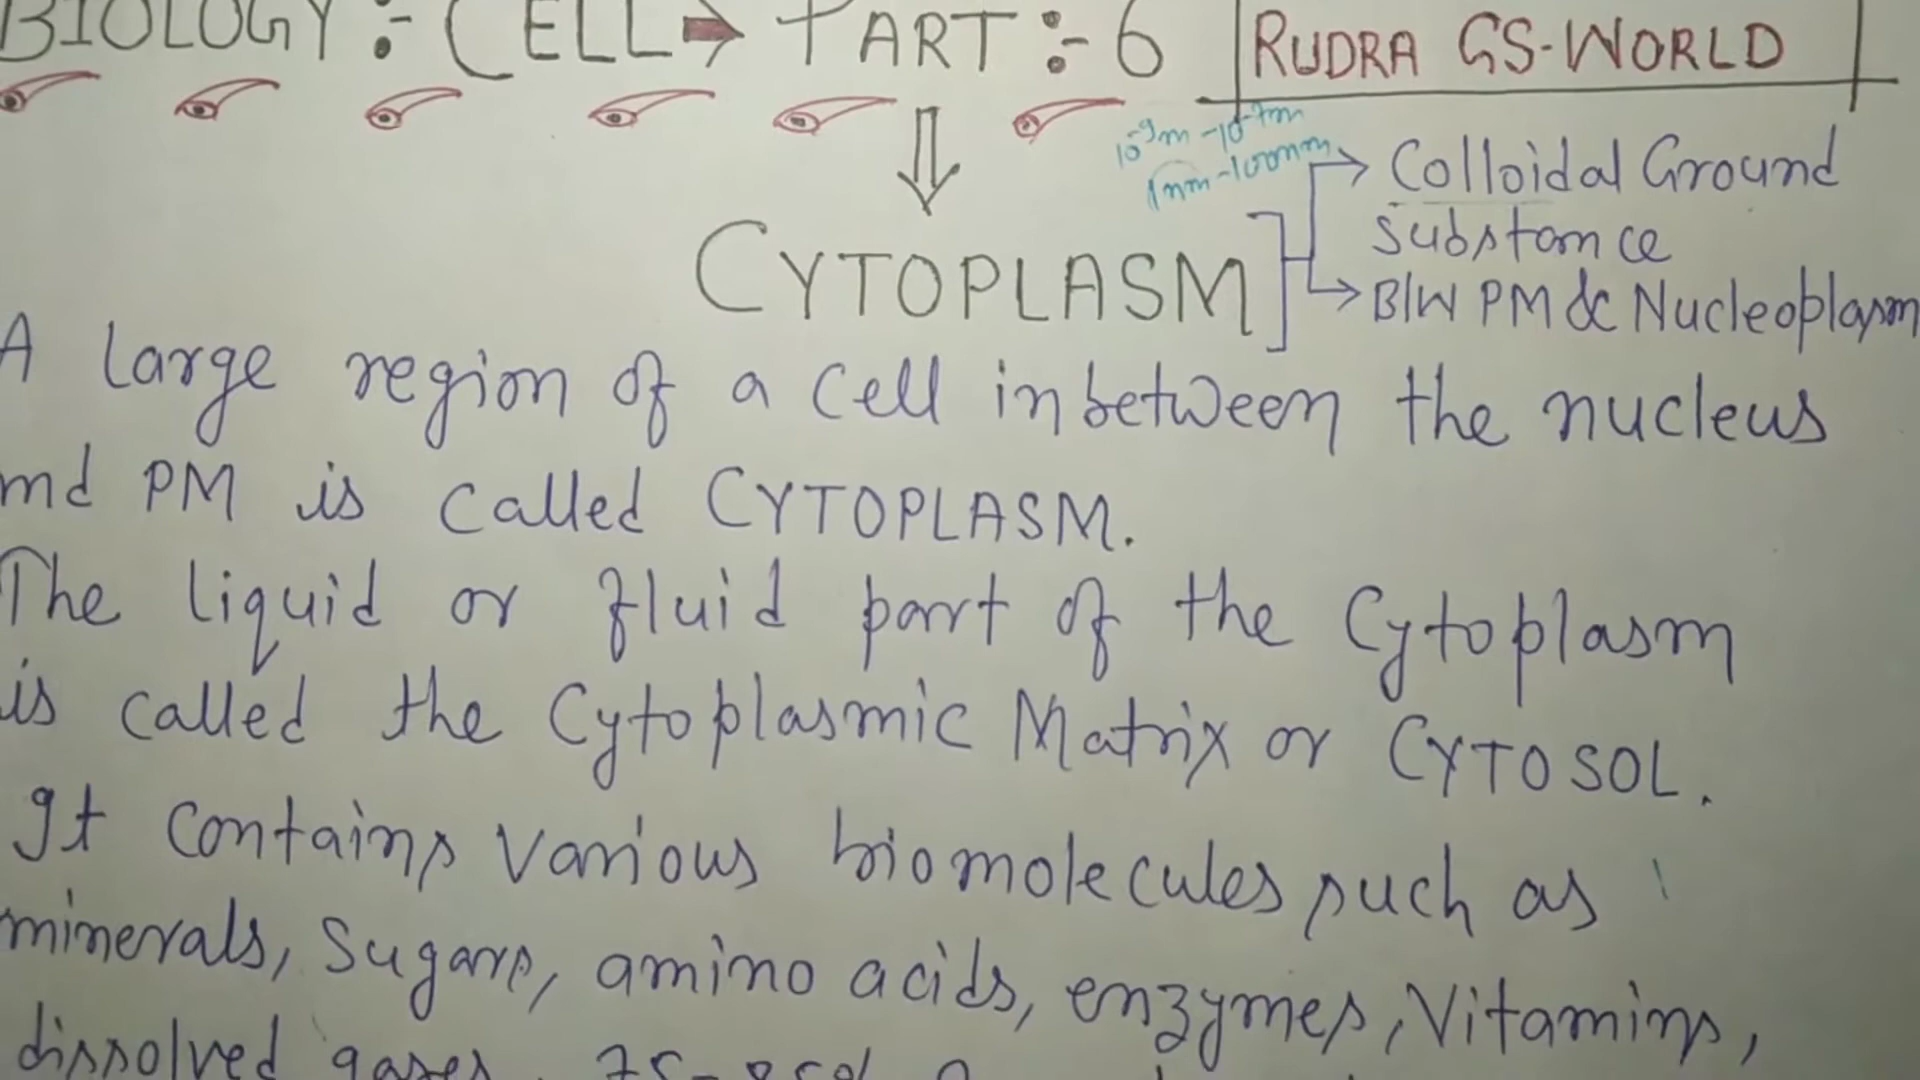 BIOLOGY :- CELL → PART :- 6
RUDRA GS-WORLD
10⁻⁹m - 10⁻⁷m
1nm - 100nm
CYTOPLASM
Colloidal Ground
substance
B/W PM & Nucleoplasm
A large region of a cell inbetween the nucleus
and PM is called CYTOPLASM.
The liquid or fluid part of the Cytoplasm
is called the Cytoplasmic Matrix or CYTOSOL.
It contains various biomolecules such as
minerals, Sugars, amino acids, enzymes, Vitamins,
dissolved gases